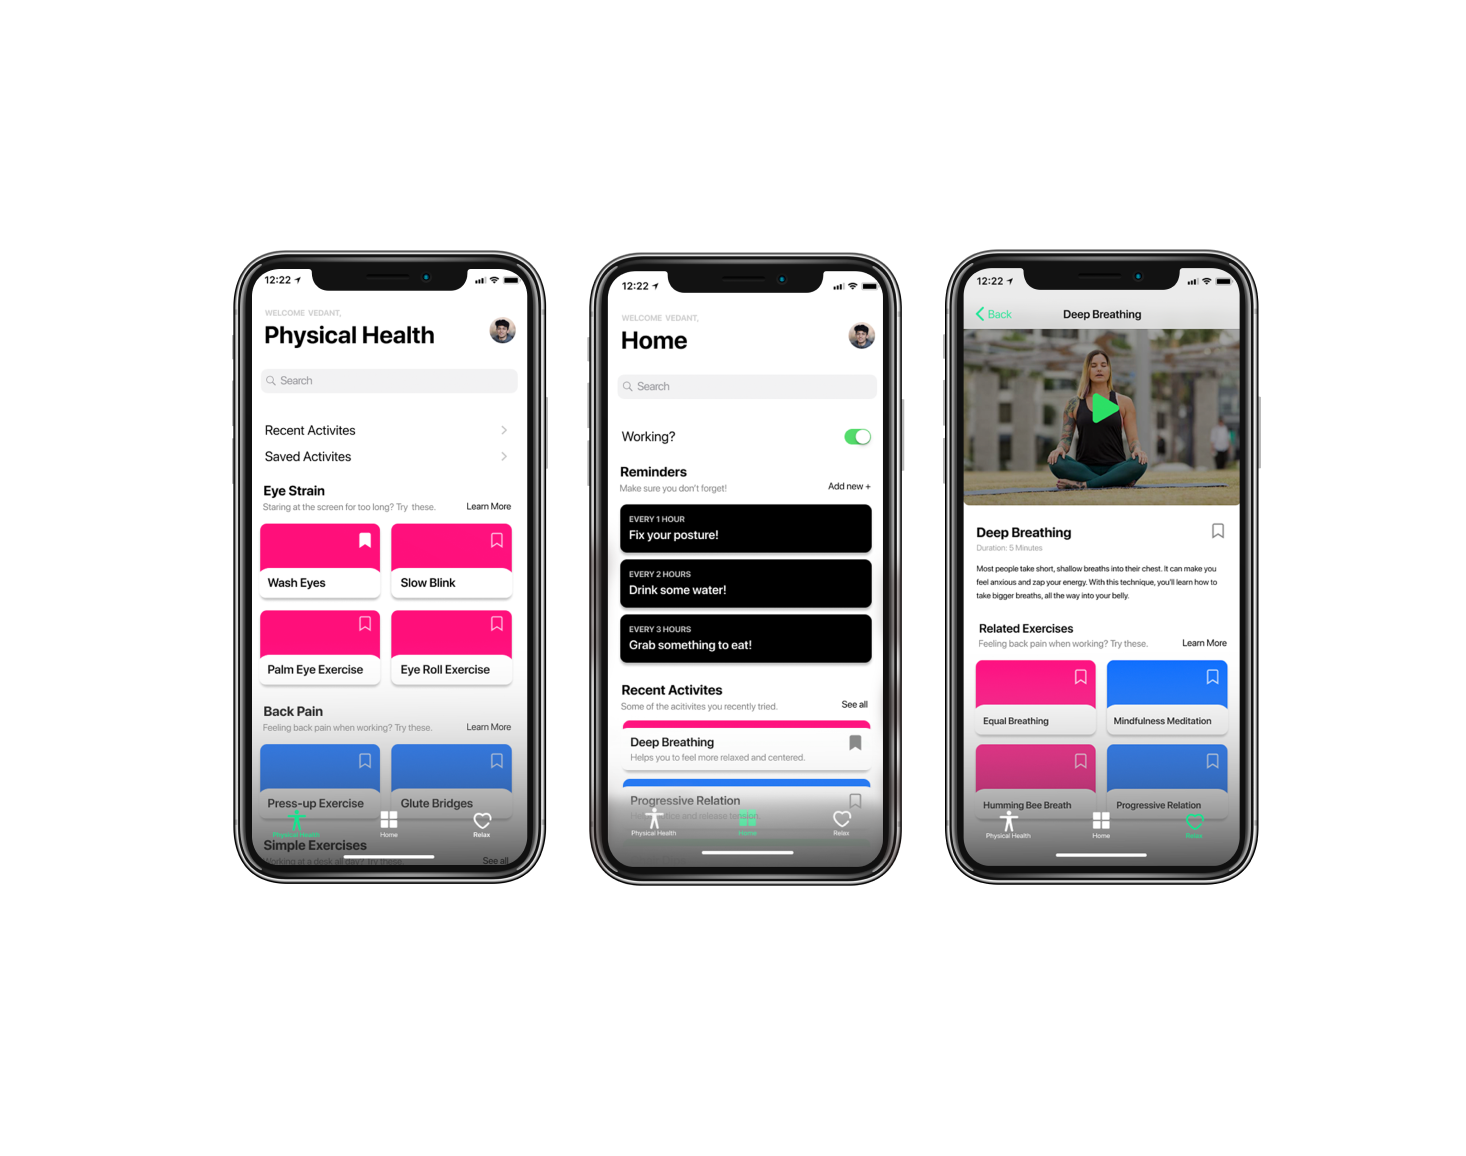 12:22
WELCOME VEDANT,
Physical Health
Search
Recent Activites
Saved Activites
Eye Strain
Staring at the screen for too long? Try these.
Learn More
Wash Eyes
Slow Blink
Palm Eye Exercise
Eye Roll Exercise
Back Pain
Feeling back pain when working? Try these.
Learn More
Press-up Exercise
Glute Bridges
Physical Health
Home
Relax
Simple Exercises
Working at a desk all day? Try these.
See all
12:22
WELCOME VEDANT,
Home
Search
Working?
Reminders
Make sure you don't forget!
Add new +
EVERY 1 HOUR
Fix your posture!
EVERY 2 HOURS
Drink some water!
EVERY 3 HOURS
Grab something to eat!
Recent Activites
Some of the acitivites you recently tried.
See all
Deep Breathing
Helps you to feel more relaxed and centered.
Progressive Relation
and release tension.
Physical Health
Home
Relax
12:22
Back
Deep Breathing
Deep Breathing
Duration: 5 Minutes
Most people take short, shallow breaths into their chest. It can make you
feel anxious and zap your energy. With this technique, you'll learn how to
take bigger breaths, all the way into your belly.
Related Exercises
Feeling back pain when working? Try these.
Learn More
Equal Breathing
Mindfulness Meditation
Humming Bee Breath
Progressive Relation
Physical Health
Home
Relax